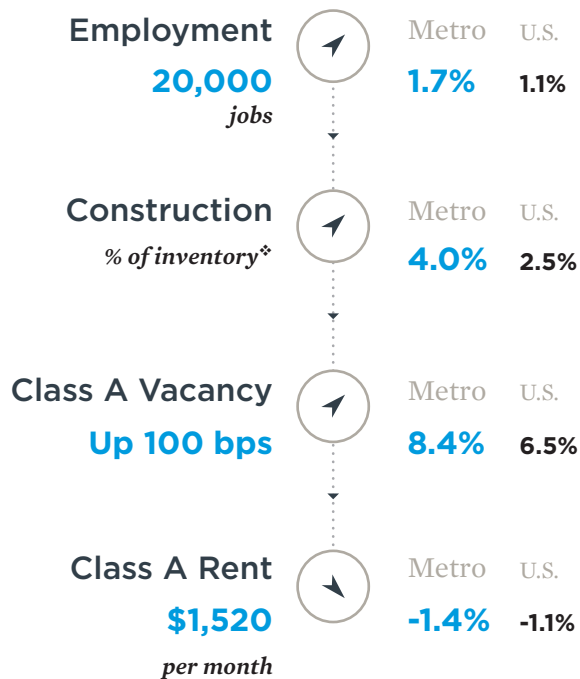 Employment Metro U.S.
20,000 1.7% 1.1%
jobs
Construction Metro U.S.
% of inventory❖ 4.0% 2.5%
Class A Vacancy Metro U.S.
Up 100 bps 8.4% 6.5%
Class A Rent Metro U.S.
$1,520 -1.4% -1.1%
per month